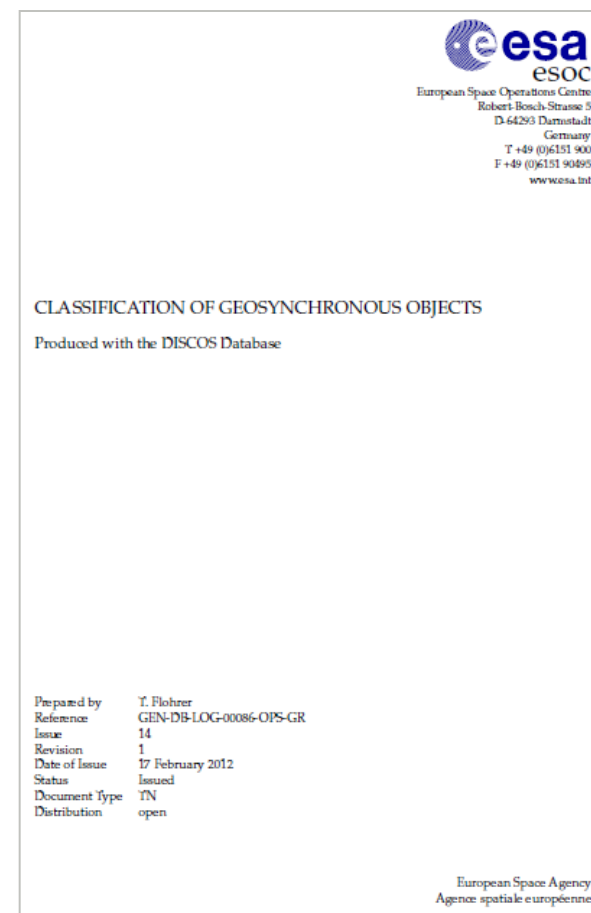 esa
esoc
European Space Operations Centre
Robert-Bosch-Strasse 5
D-64293 Darmstadt
Germany
T +49 (0)6151 900
F +49 (0)6151 90495
www.esa.int
CLASSIFICATION OF GEOSYNCHRONOUS OBJECTS
Produced with the DISCOS Database
Prepared by T. Flohrer
Reference GEN-DB-LOG-00086-OPS-GR
Issue 14
Revision 1
Date of Issue 17 February 2012
Status Issued
Document Type TN
Distribution open
European Space Agency
Agence spatiale européenne